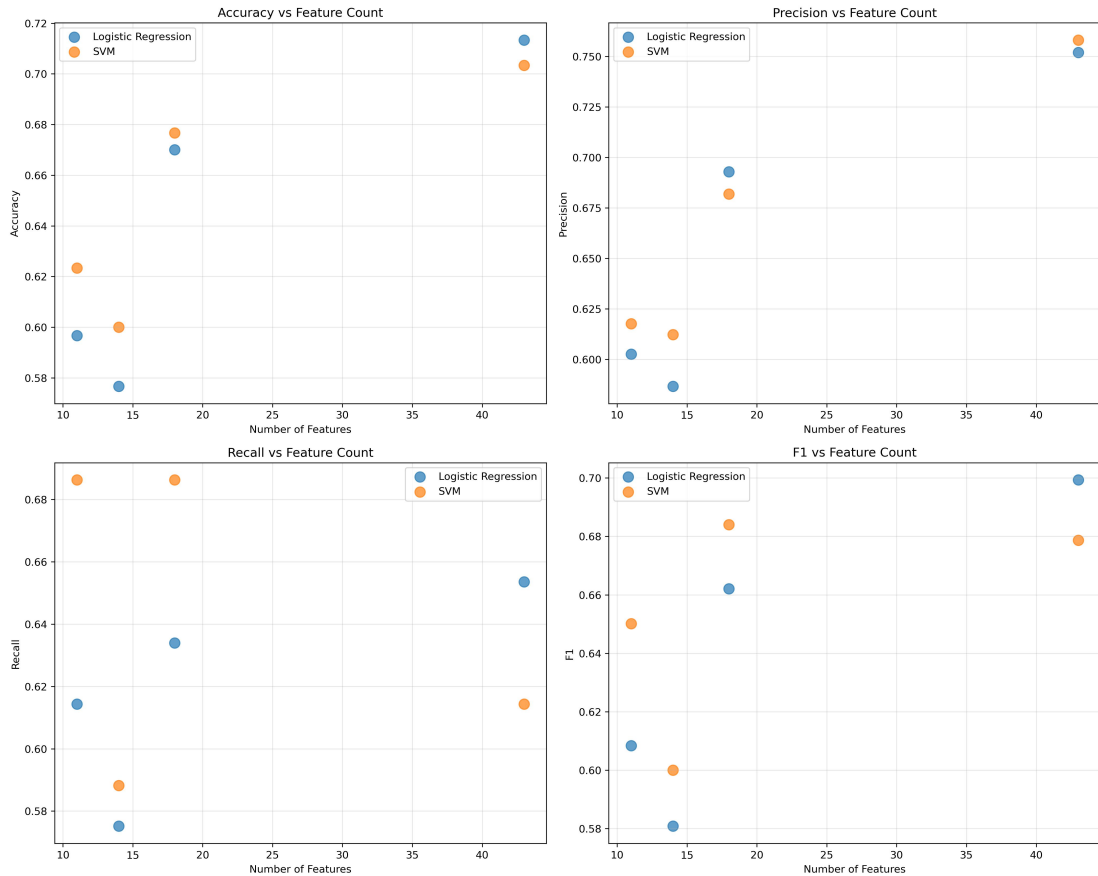 Accuracy vs Feature Count
Logistic Regression
SVM
0.72
0.70
0.68
0.66
0.64
0.62
0.60
0.58
Accuracy
10
15
20
25
30
35
40
Number of Features
Precision vs Feature Count
Logistic Regression
SVM
0.750
0.725
0.700
0.675
0.650
0.625
0.600
Precision
10
15
20
25
30
35
40
Number of Features
Recall vs Feature Count
Logistic Regression
SVM
0.68
0.66
0.64
0.62
0.60
0.58
Recall
10
15
20
25
30
35
40
Number of Features
F1 vs Feature Count
Logistic Regression
SVM
0.70
0.68
0.66
0.64
0.62
0.60
0.58
F1
10
15
20
25
30
35
40
Number of Features